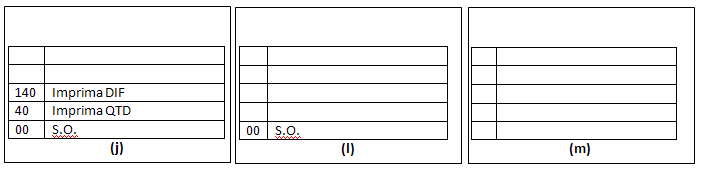 140 Imprima DIF
40 Imprima QTD
00 S.O.
(j)
00 S.O.
(l)
(m)